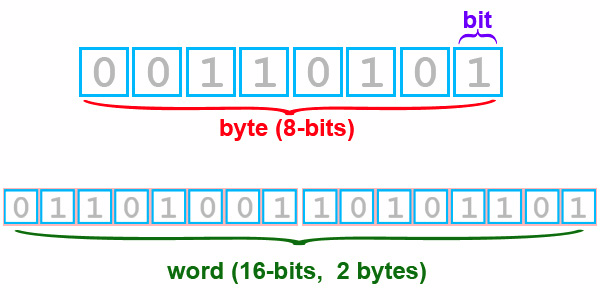 bit
0 0 1 1 0 1 0 1
byte (8-bits)
0 1 1 0 1 0 0 1 1 0 1 0 1 1 0 1
word (16-bits, 2 bytes)